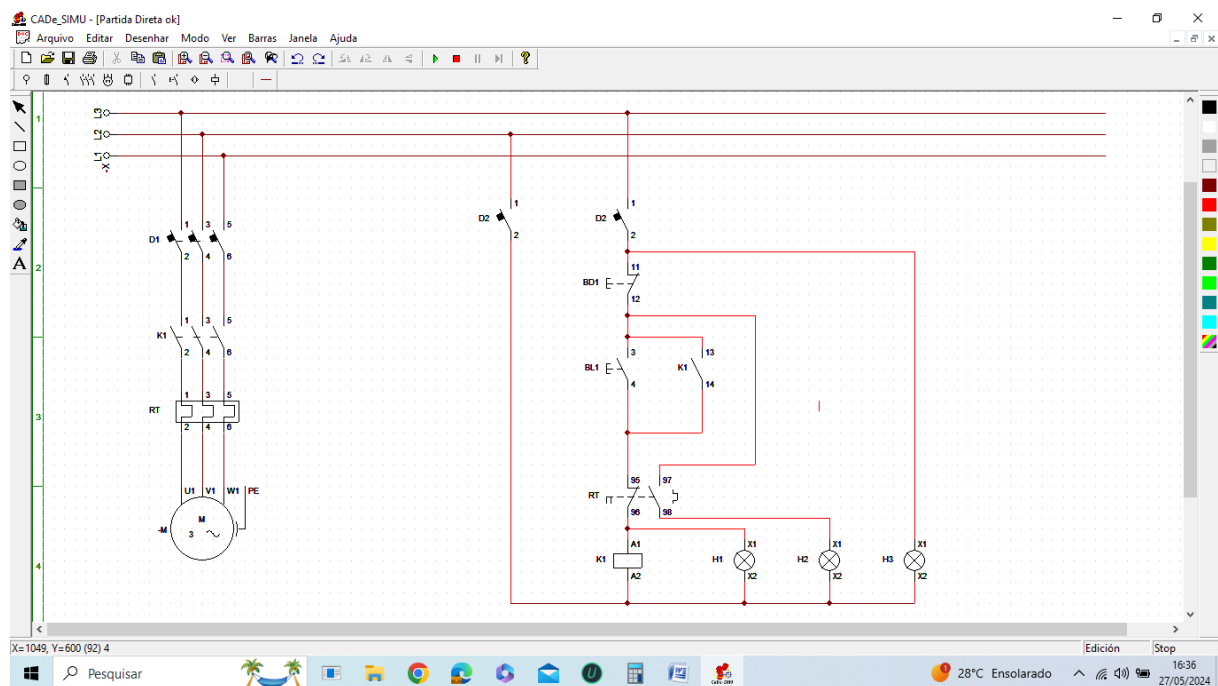 CADe_SIMU - [Partida Direta ok]
Arquivo Editar Desenhar Modo Ver Barras Janela Ajuda
A
1
2
3
4
L3
L2
L1
-X
D1
1 3 5
2 4 6
K1
1 3 5
2 4 6
RT
1 3 5
2 4 6
U1 V1 W1 PE
-M
M
3
D2
1
2
D2
1
2
BD1
11
12
BL1
3
4
K1
13
14
RT
95 97
96 98
K1
A1
A2
H1
X1
X2
H2
X1
X2
H3
X1
X2
X=1049, Y=600 (92) 4
Edición
Stop
Pesquisar
1
28°C Ensolarado
16:36
27/05/2024